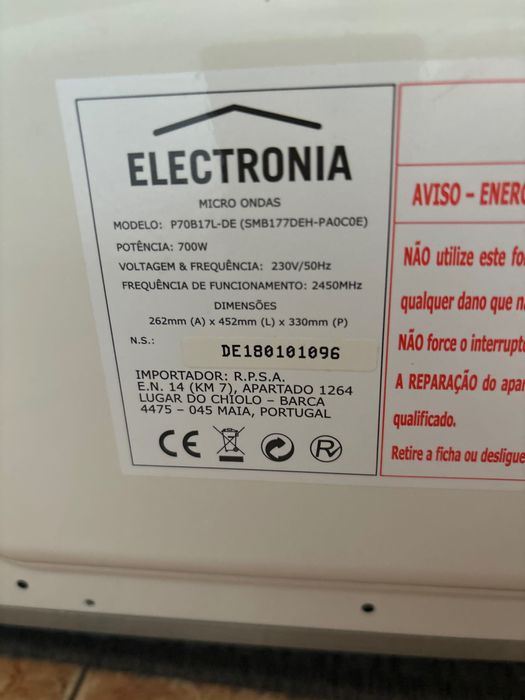 ELECTRONIA
MICRO ONDAS
MODELO: P70B17L-DE (SMB177DEH-PA0C0E)
POTÊNCIA: 700W
VOLTAGEM & FREQUÊNCIA: 230V/50Hz
FREQUÊNCIA DE FUNCIONAMENTO: 2450MHz
DIMENSÕES
262mm (A) x 452mm (L) x 330mm (P)
N.S.: DE180101096
IMPORTADOR: R.P.S.A.
E.N. 14 (KM 7), APARTADO 1264
LUGAR DO CHIOLO – BARCA
4475 – 045 MAIA, PORTUGAL
CE
AVISO – ENERG
NÃO utilize este fo
qualquer dano que n
NÃO force o interrupt
A REPARAÇÃO do apar
qualificado.
Retire a ficha ou desligue